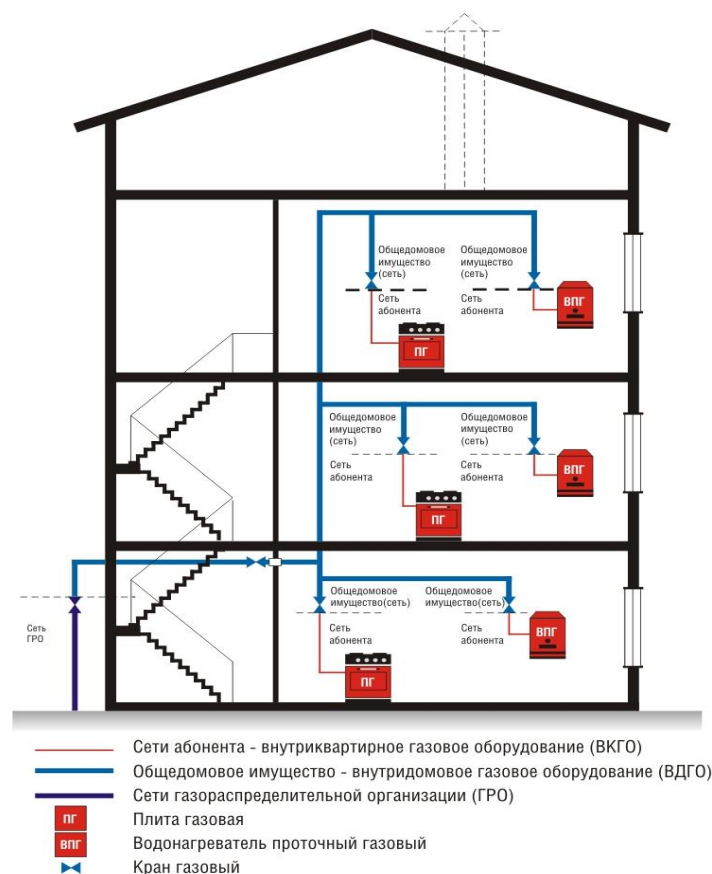 Общедомовое
имущество
(сеть)
Общедомовое
имущество
(сеть)
Сеть
абонента
Сеть
абонента
ВПГ
ПГ
Общедомовое
имущество
(сеть)
Общедомовое
имущество
(сеть)
Сеть
абонента
Сеть
абонента
ВПГ
ПГ
Общедомовое
имущество(сеть)
Общедомовое
имущество(сеть)
Сеть
ГРО
Сеть
абонента
Сеть
абонента
ВПГ
ПГ
Сети абонента - внутриквартирное газовое оборудование (ВКГО)
Общедомовое имущество - внутридомовое газовое оборудование (ВДГО)
Сети газораспределительной организации (ГРО)
ПГ Плита газовая
ВПГ Водонагреватель проточный газовый
Кран газовый